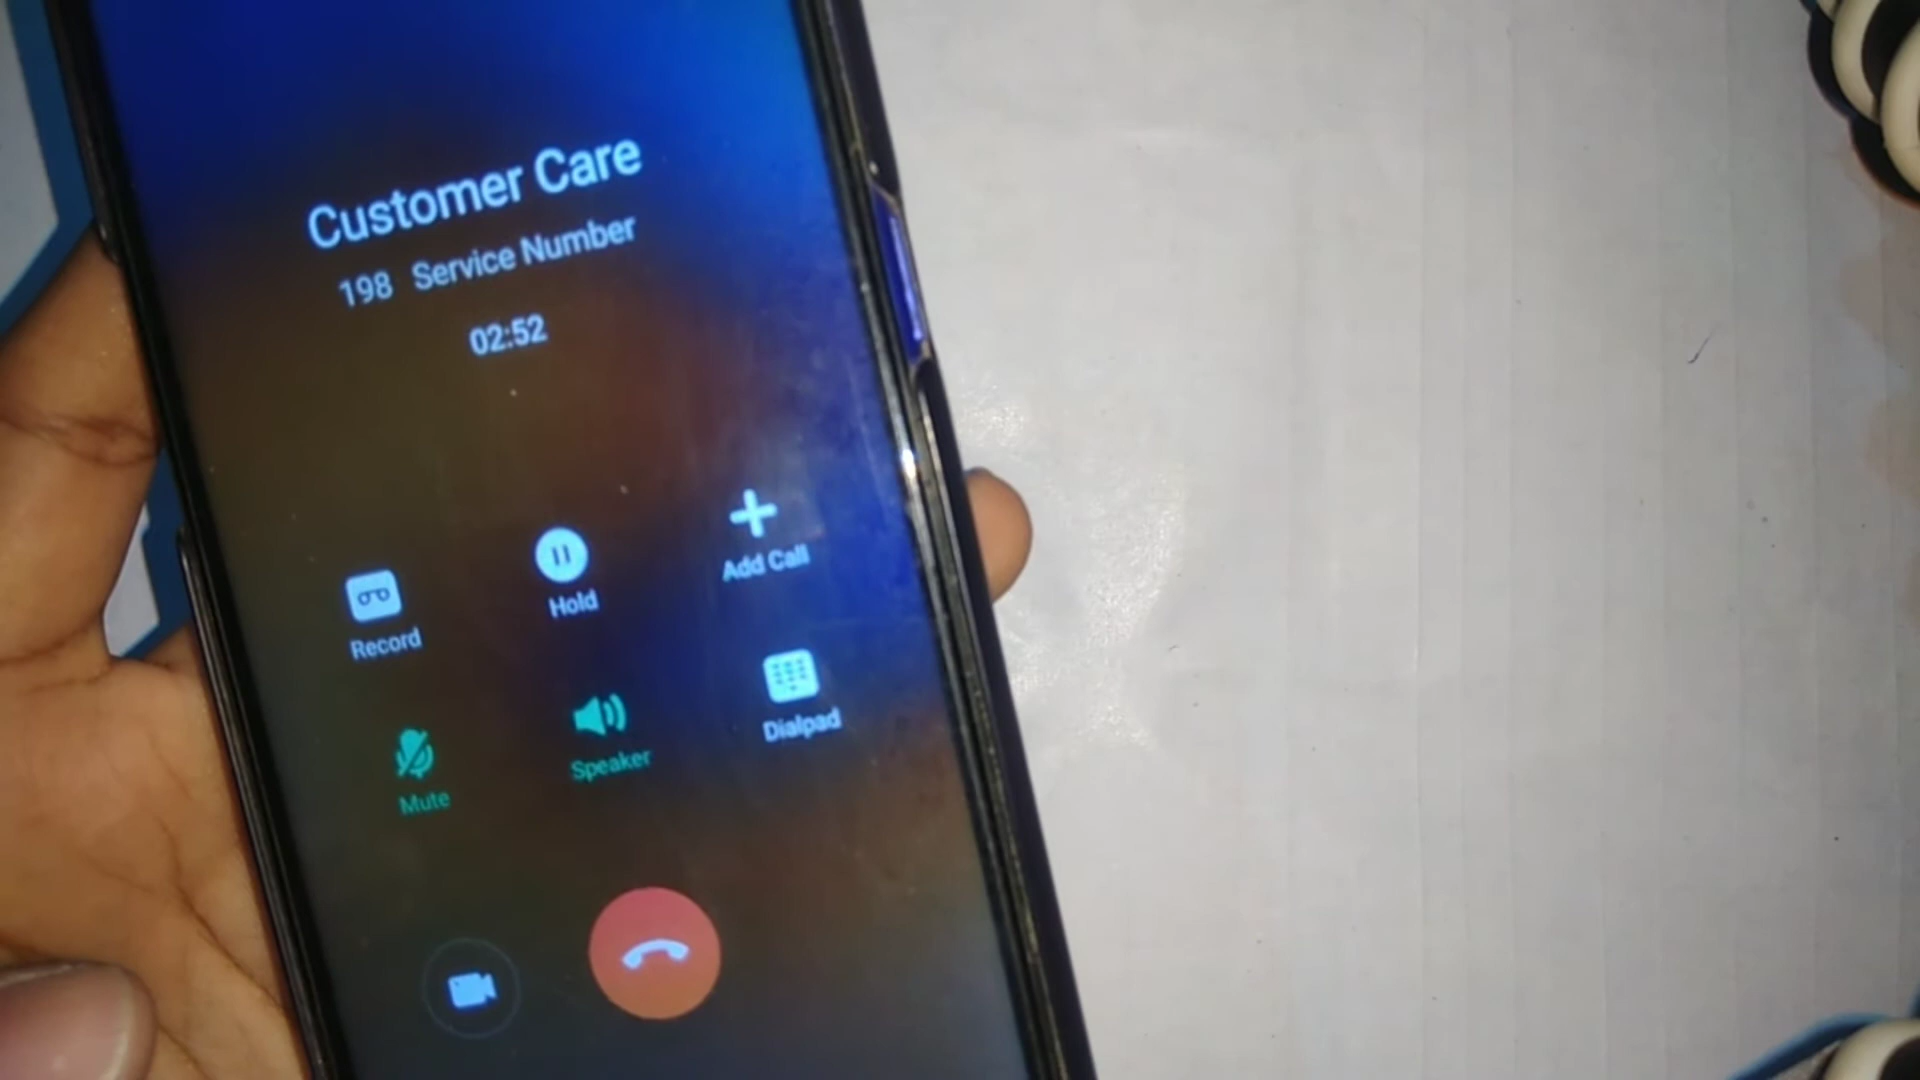 Customer Care
198 Service Number
02:52
Record
Hold
Add Call
Mute
Speaker
Dialpad